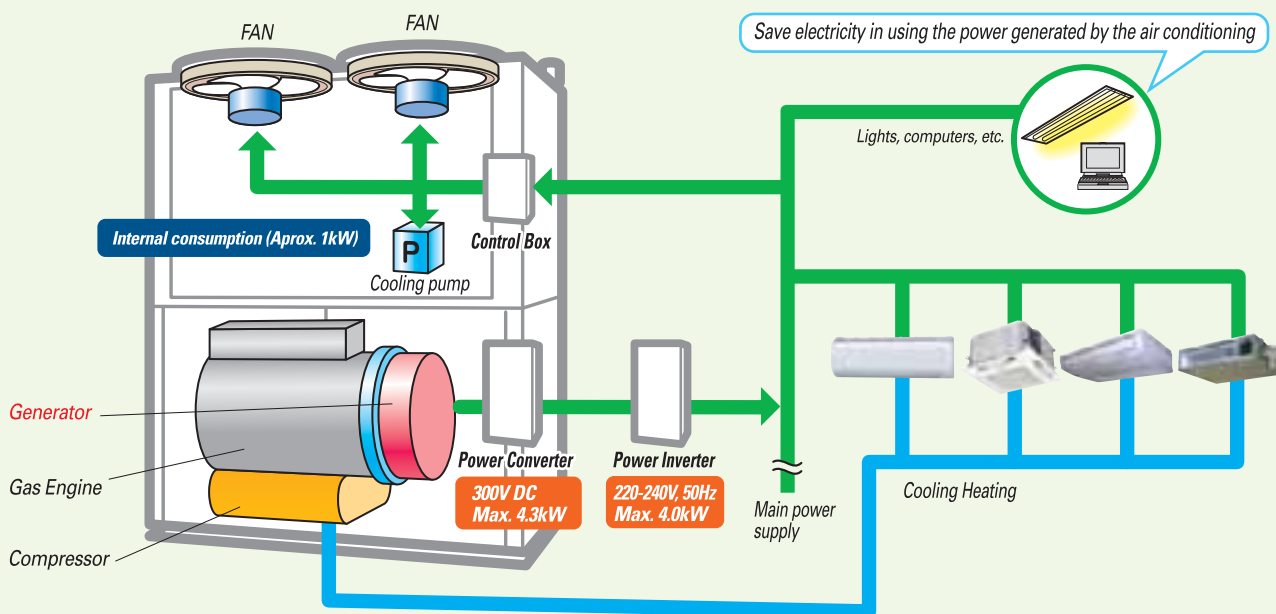 FAN
FAN
Save electricity in using the power generated by the air conditioning
Lights, computers, etc.
Internal consumption (Aprox. 1kW)
P
Control Box
Cooling pump
Generator
Gas Engine
Compressor
Power Converter
300V DC
Max. 4.3kW
Power Inverter
220-240V, 50Hz
Max. 4.0kW
Main power
supply
Cooling Heating